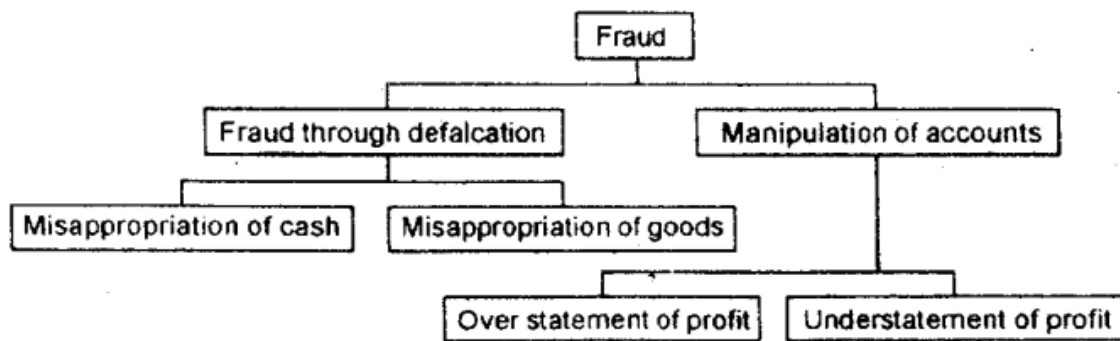 Fraud
Fraud through defalcation
Manipulation of accounts
Misappropriation of cash
Misappropriation of goods
Over statement of profit
Understatement of profit